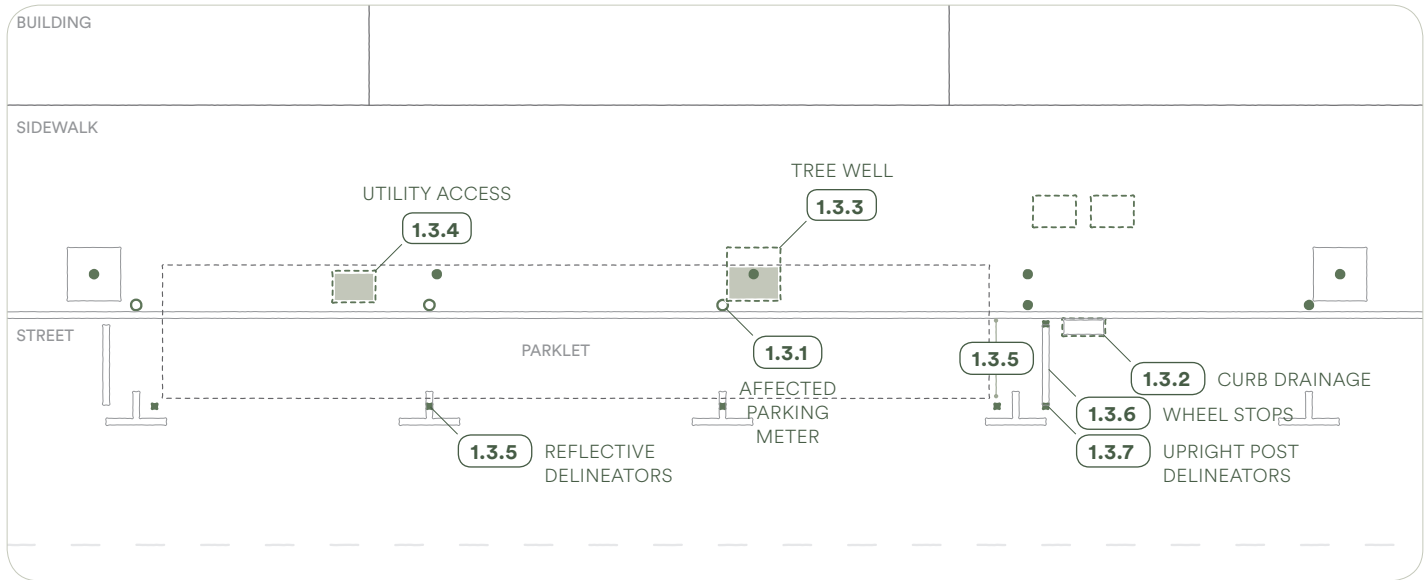 BUILDING
SIDEWALK
TREE WELL
1.3.3
UTILITY ACCESS
1.3.4
STREET
PARKLET
1.3.1
AFFECTED
PARKING
METER
1.3.5
1.3.2 CURB DRAINAGE
1.3.6 WHEEL STOPS
1.3.5 REFLECTIVE
DELINEATORS
1.3.7 UPRIGHT POST
DELINEATORS